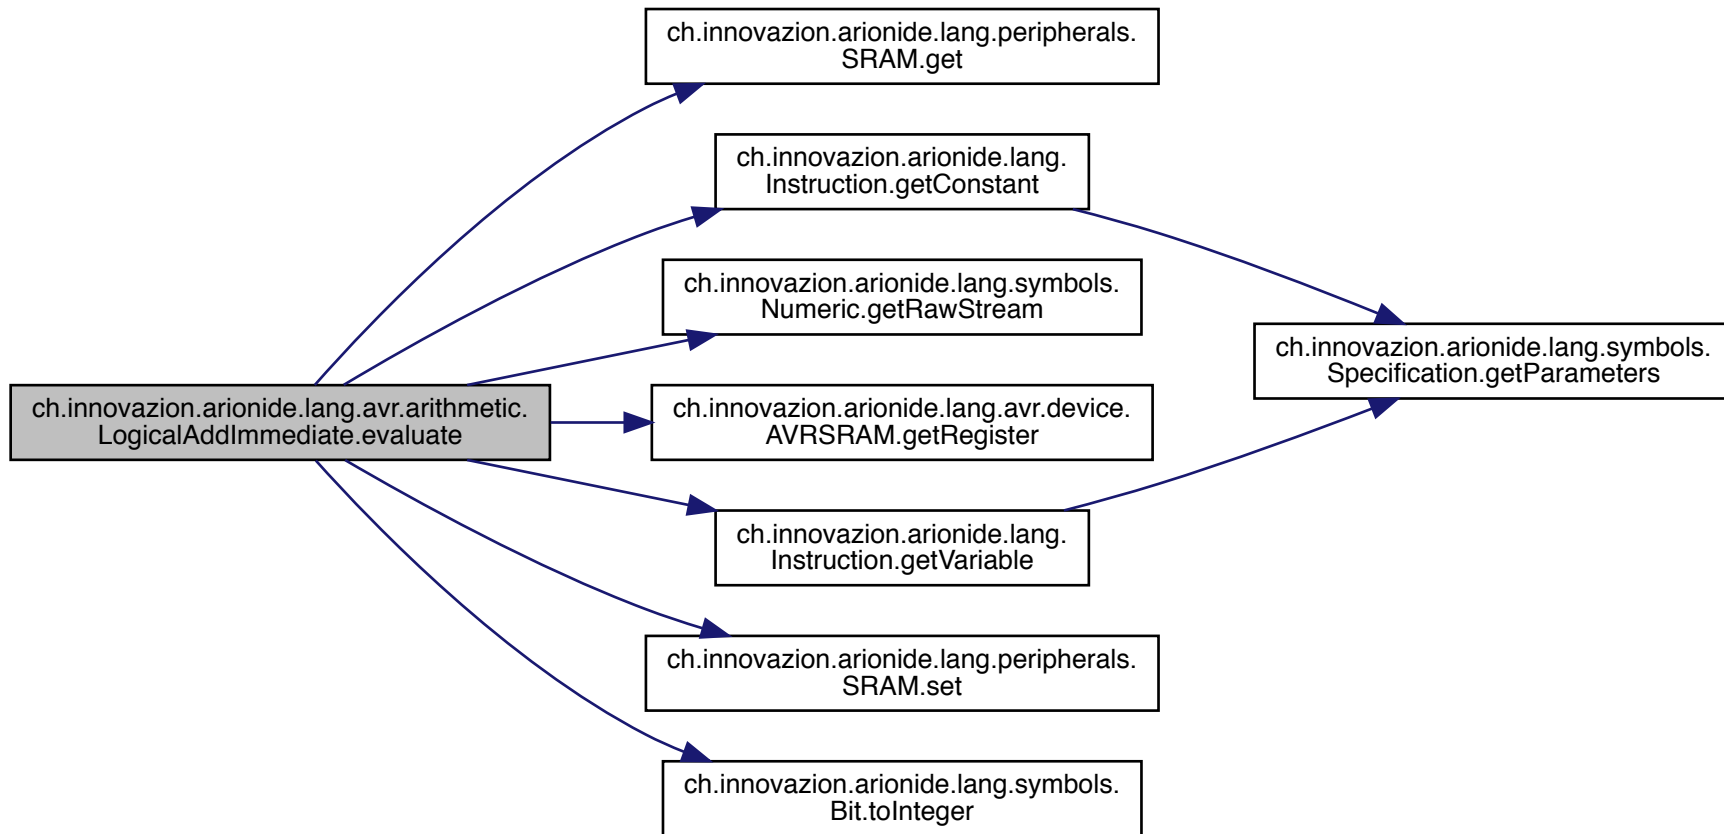 ch.innovazion.arionide.lang.peripherals.
SRAM.get
ch.innovazion.arionide.lang.
Instruction.getConstant
ch.innovazion.arionide.lang.symbols.
Numeric.getRawStream
ch.innovazion.arionide.lang.symbols.
Specification.getParameters
ch.innovazion.arionide.lang.avr.arithmetic.
LogicalAddImmediate.evaluate
ch.innovazion.arionide.lang.avr.device.
AVRSRAM.getRegister
ch.innovazion.arionide.lang.
Instruction.getVariable
ch.innovazion.arionide.lang.peripherals.
SRAM.set
ch.innovazion.arionide.lang.symbols.
Bit.toInteger